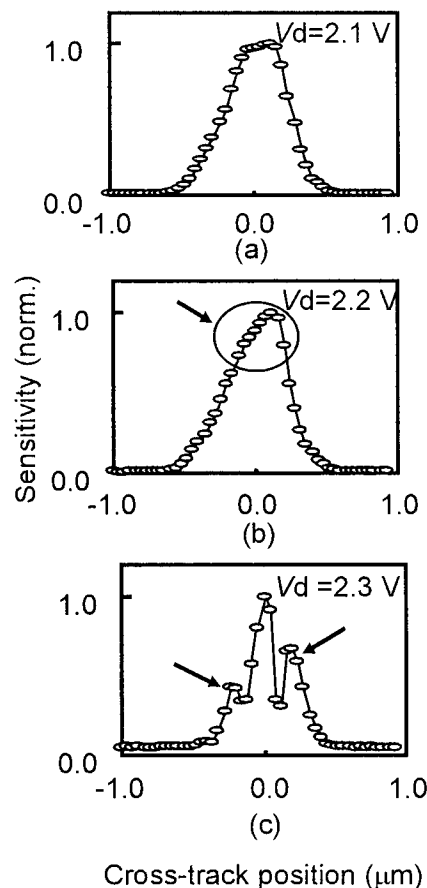 1.0
Vd=2.1 V
0.0
-1.0 0.0 1.0
(a)
1.0
Vd=2.2 V
0.0
-1.0 0.0 1.0
(b)
Sensitivity (norm.)
1.0
Vd =2.3 V
0.0
-1.0 0.0 1.0
(c)
Cross-track position (μm)